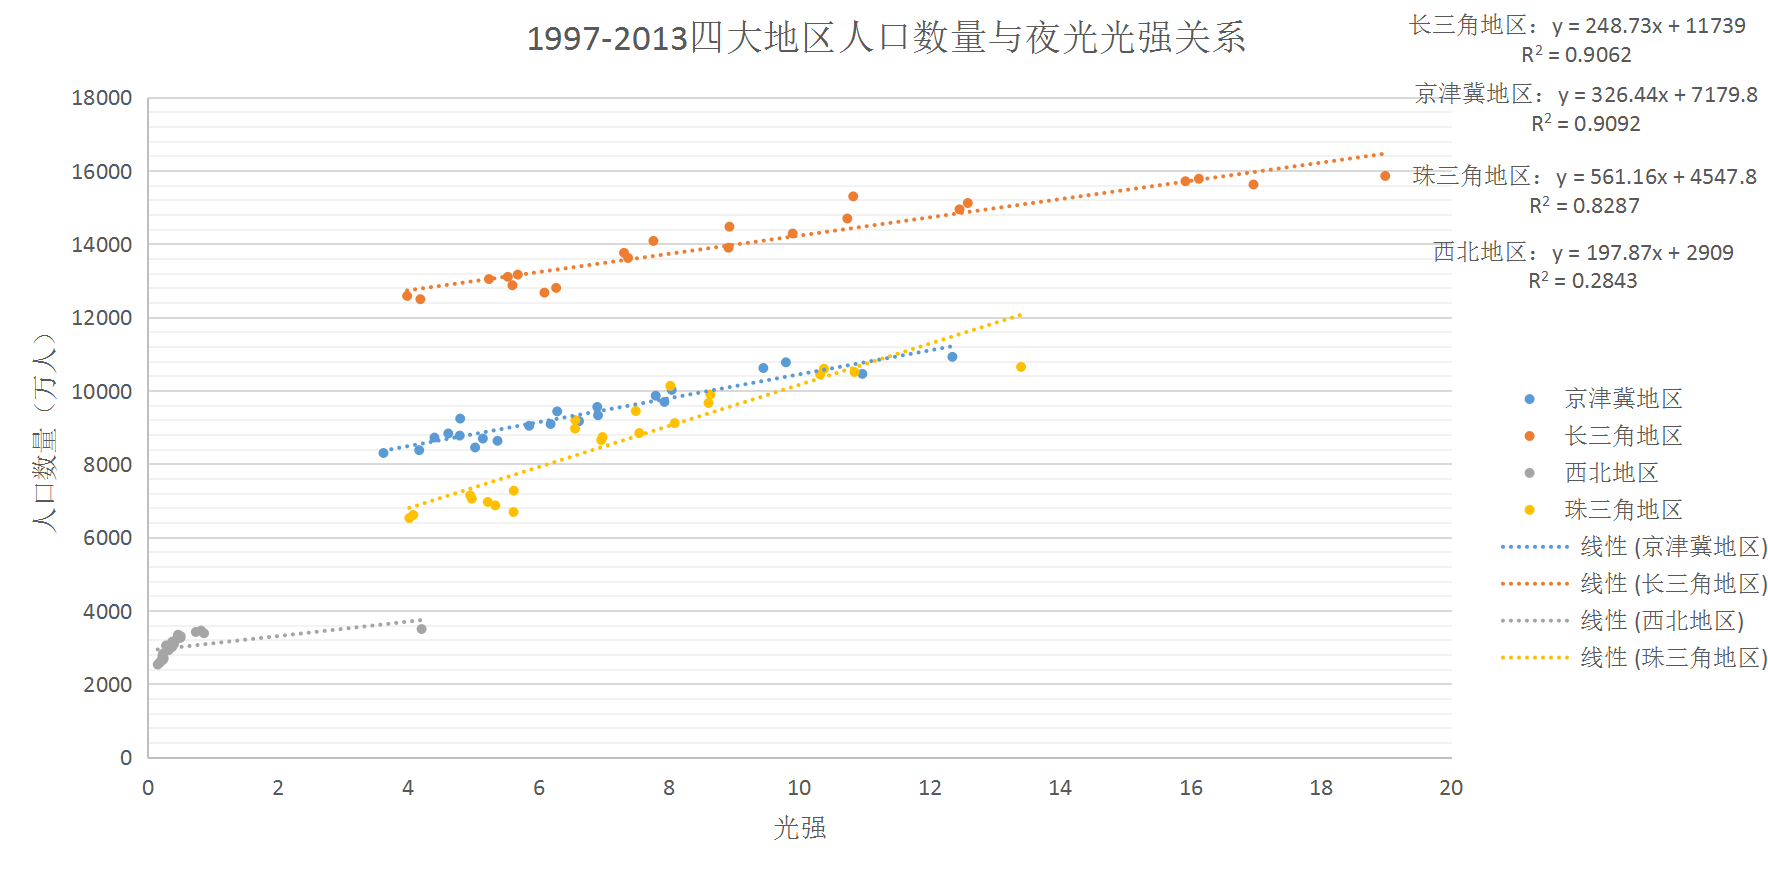 1997-2013四大地区人口数量与夜光光强关系
长三角地区：y = 248.73x + 11739
R² = 0.9062
京津冀地区：y = 326.44x + 7179.8
R² = 0.9092
珠三角地区：y = 561.16x + 4547.8
R² = 0.8287
西北地区：y = 197.87x + 2909
R² = 0.2843
人口数量（万人）
18000
16000
14000
12000
10000
8000
6000
4000
2000
0
0 2 4 6 8 10 12 14 16 18 20
光强
京津冀地区
长三角地区
西北地区
珠三角地区
线性 (京津冀地区)
线性 (长三角地区)
线性 (西北地区)
线性 (珠三角地区)